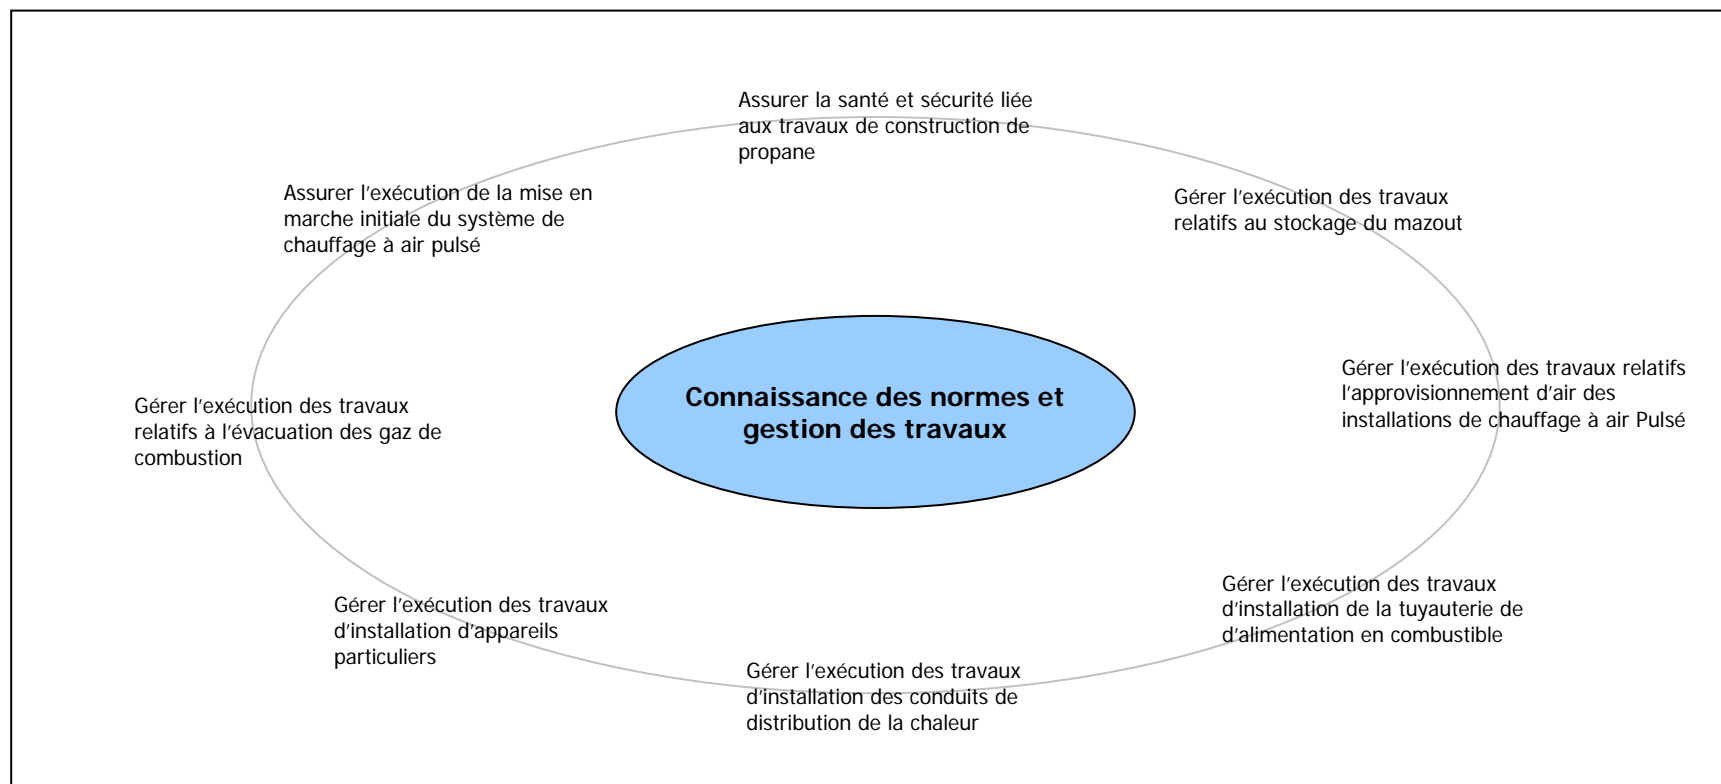 Assurer la santé et sécurité liée
aux travaux de construction de
propane
Assurer l'exécution de la mise en
marche initiale du système de
chauffage à air pulsé
Gérer l'exécution des travaux
relatifs au stockage du mazout
Gérer l'exécution des travaux relatifs
l'approvisionnement d'air des
installations de chauffage à air Pulsé
Connaissance des normes et
gestion des travaux
Gérer l'exécution des travaux
relatifs à l'évacuation des gaz de
combustion
Gérer l'exécution des travaux
d'installation de la tuyauterie de
d'alimentation en combustible
Gérer l'exécution des travaux
d'installation d'appareils
particuliers
Gérer l'exécution des travaux
d'installation des conduits de
distribution de la chaleur